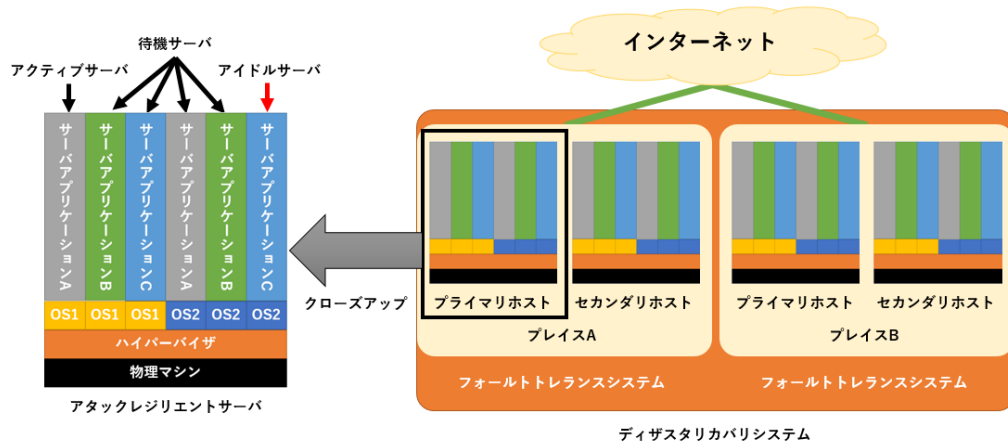 インターネット
待機サーバ
アクティブサーバ
アイドルサーバ
サーバアプリケーションA
サーバアプリケーションB
サーバアプリケーションC
サーバアプリケーションA
サーバアプリケーションB
サーバアプリケーションC
OS1 OS1 OS1 OS2 OS2 OS2
ハイパーバイザ
物理マシン
アタックレジリエントサーバ
クローズアップ
プライマリホスト
セカンダリホスト
プレイスA
フォールトトレランスシステム
プライマリホスト
セカンダリホスト
プレイスB
フォールトトレランスシステム
ディザスタリカバリシステム